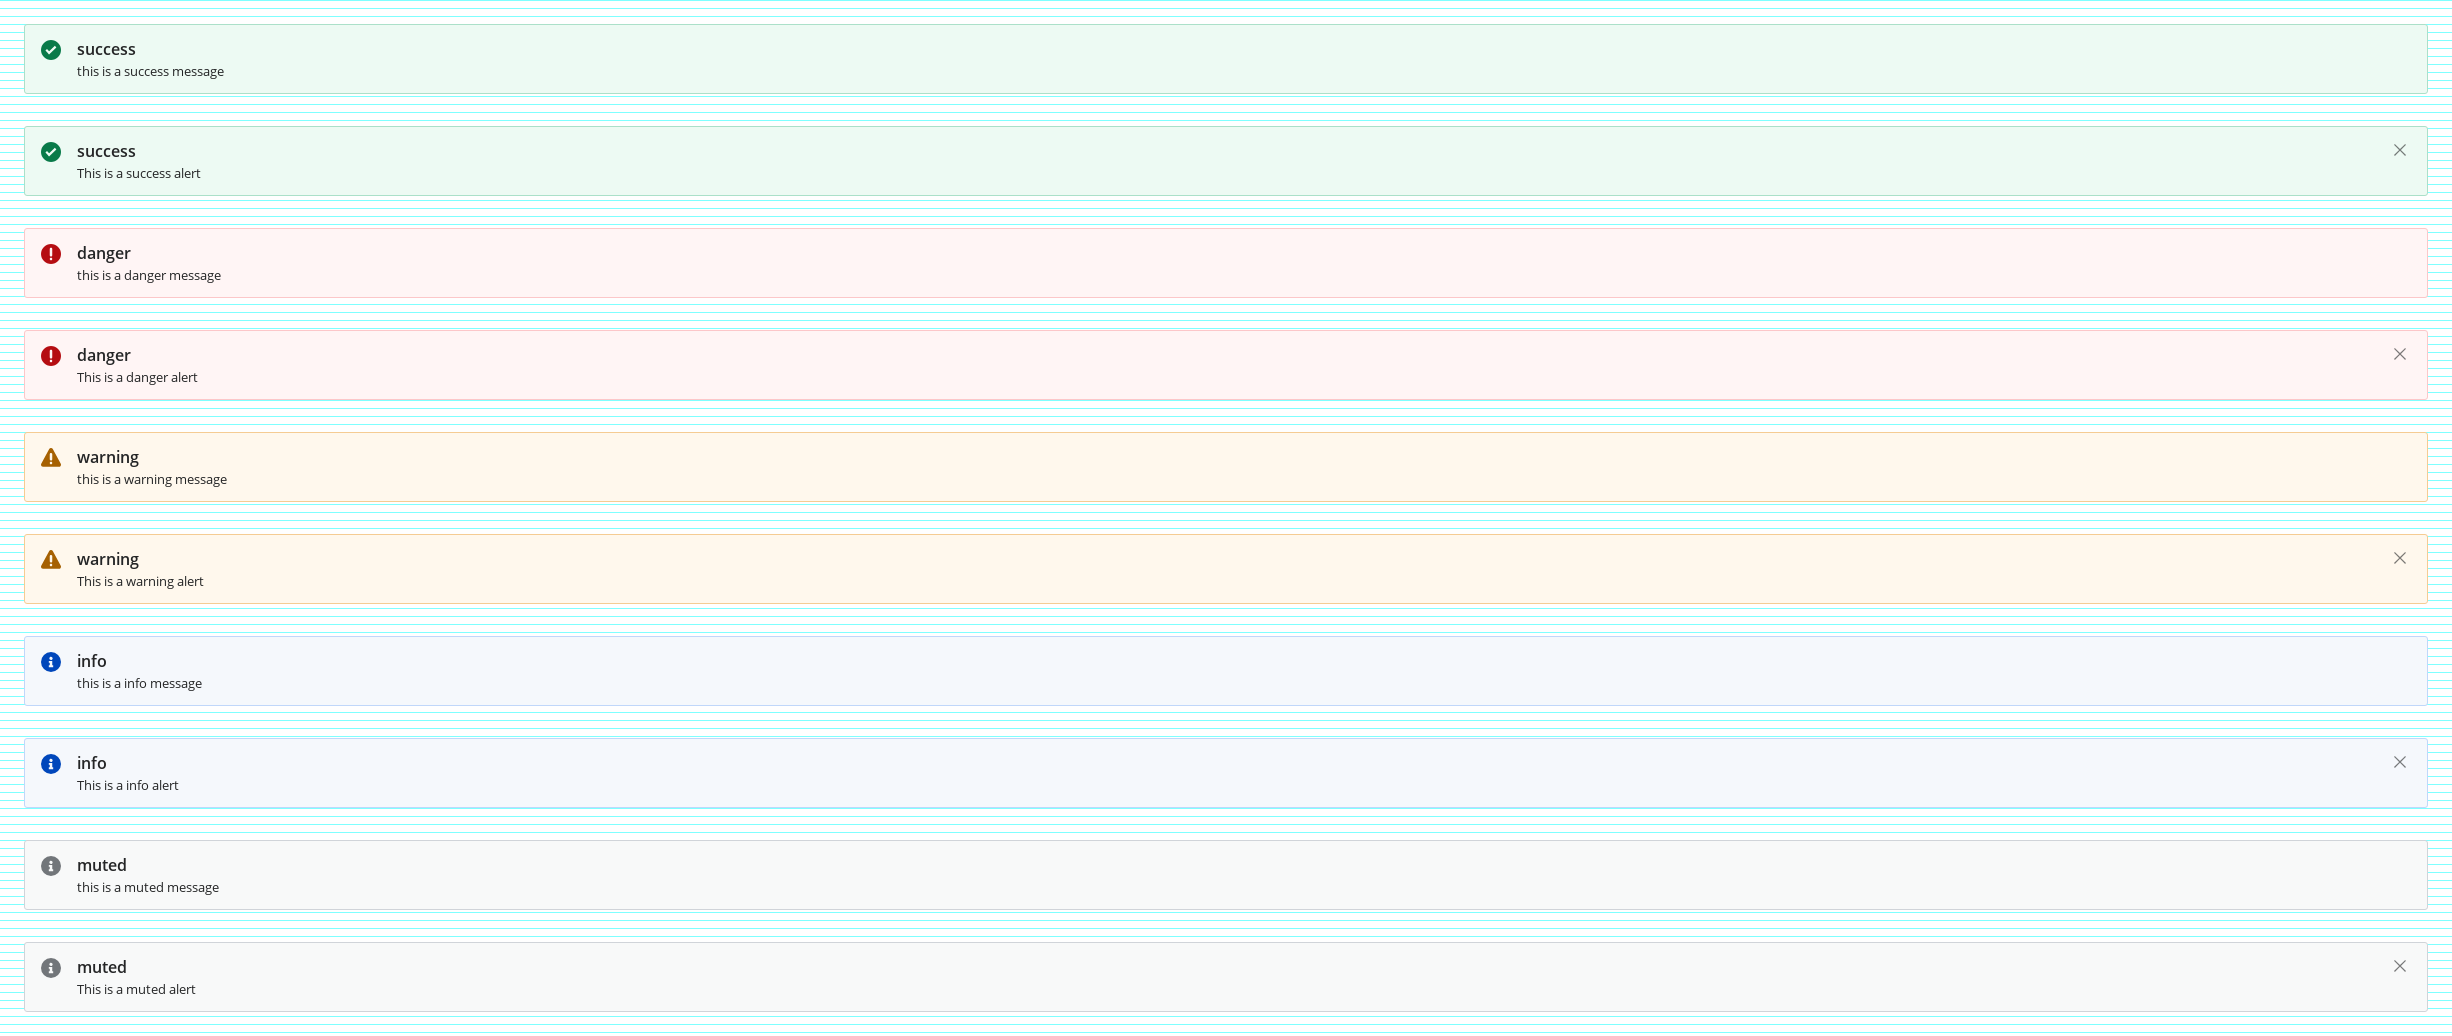 success
this is a success message
success
This is a success alert
danger
this is a danger message
danger
This is a danger alert
warning
this is a warning message
warning
This is a warning alert
info
this is a info message
info
This is a info alert
muted
this is a muted message
muted
This is a muted alert